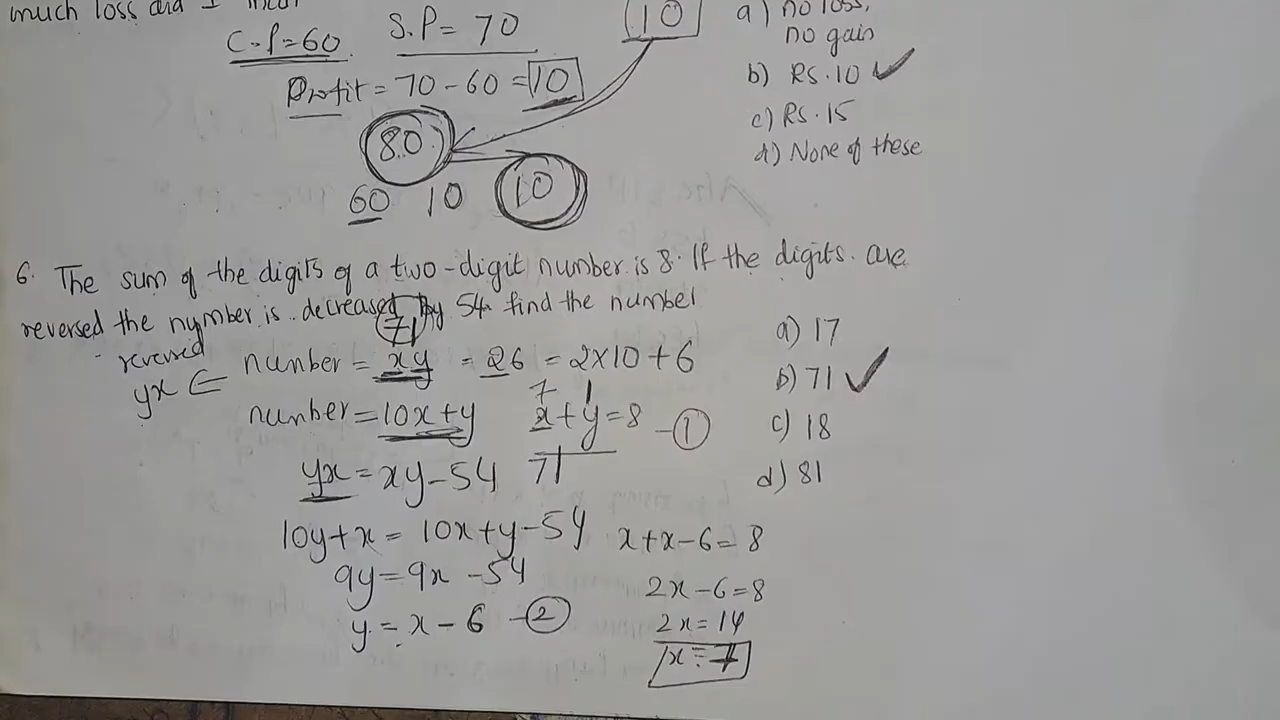 much loss did I incur
C.P=60 S.P= 70
Profit = 70 - 60 = 10
10
80
60 10 10
a) no loss,
no gain
b) Rs.10 ✓
c) Rs.15
d) None of these
6. The sum of the digits of a two-digit number is 8. If the digits are
reversed the number is decreased by 54. find the number
71
reversed number = xy = 26 = 2x10+6
yx ∈
number = 10x+y
7 1
x+y=8 -①
yx = xy-54
71
10y+x = 10x+y-54
9y=9x -54
y = x - 6 -②
x+x-6=8
2x-6=8
2x=14
x=7
a) 17
b) 71 ✓
c) 18
d) 81